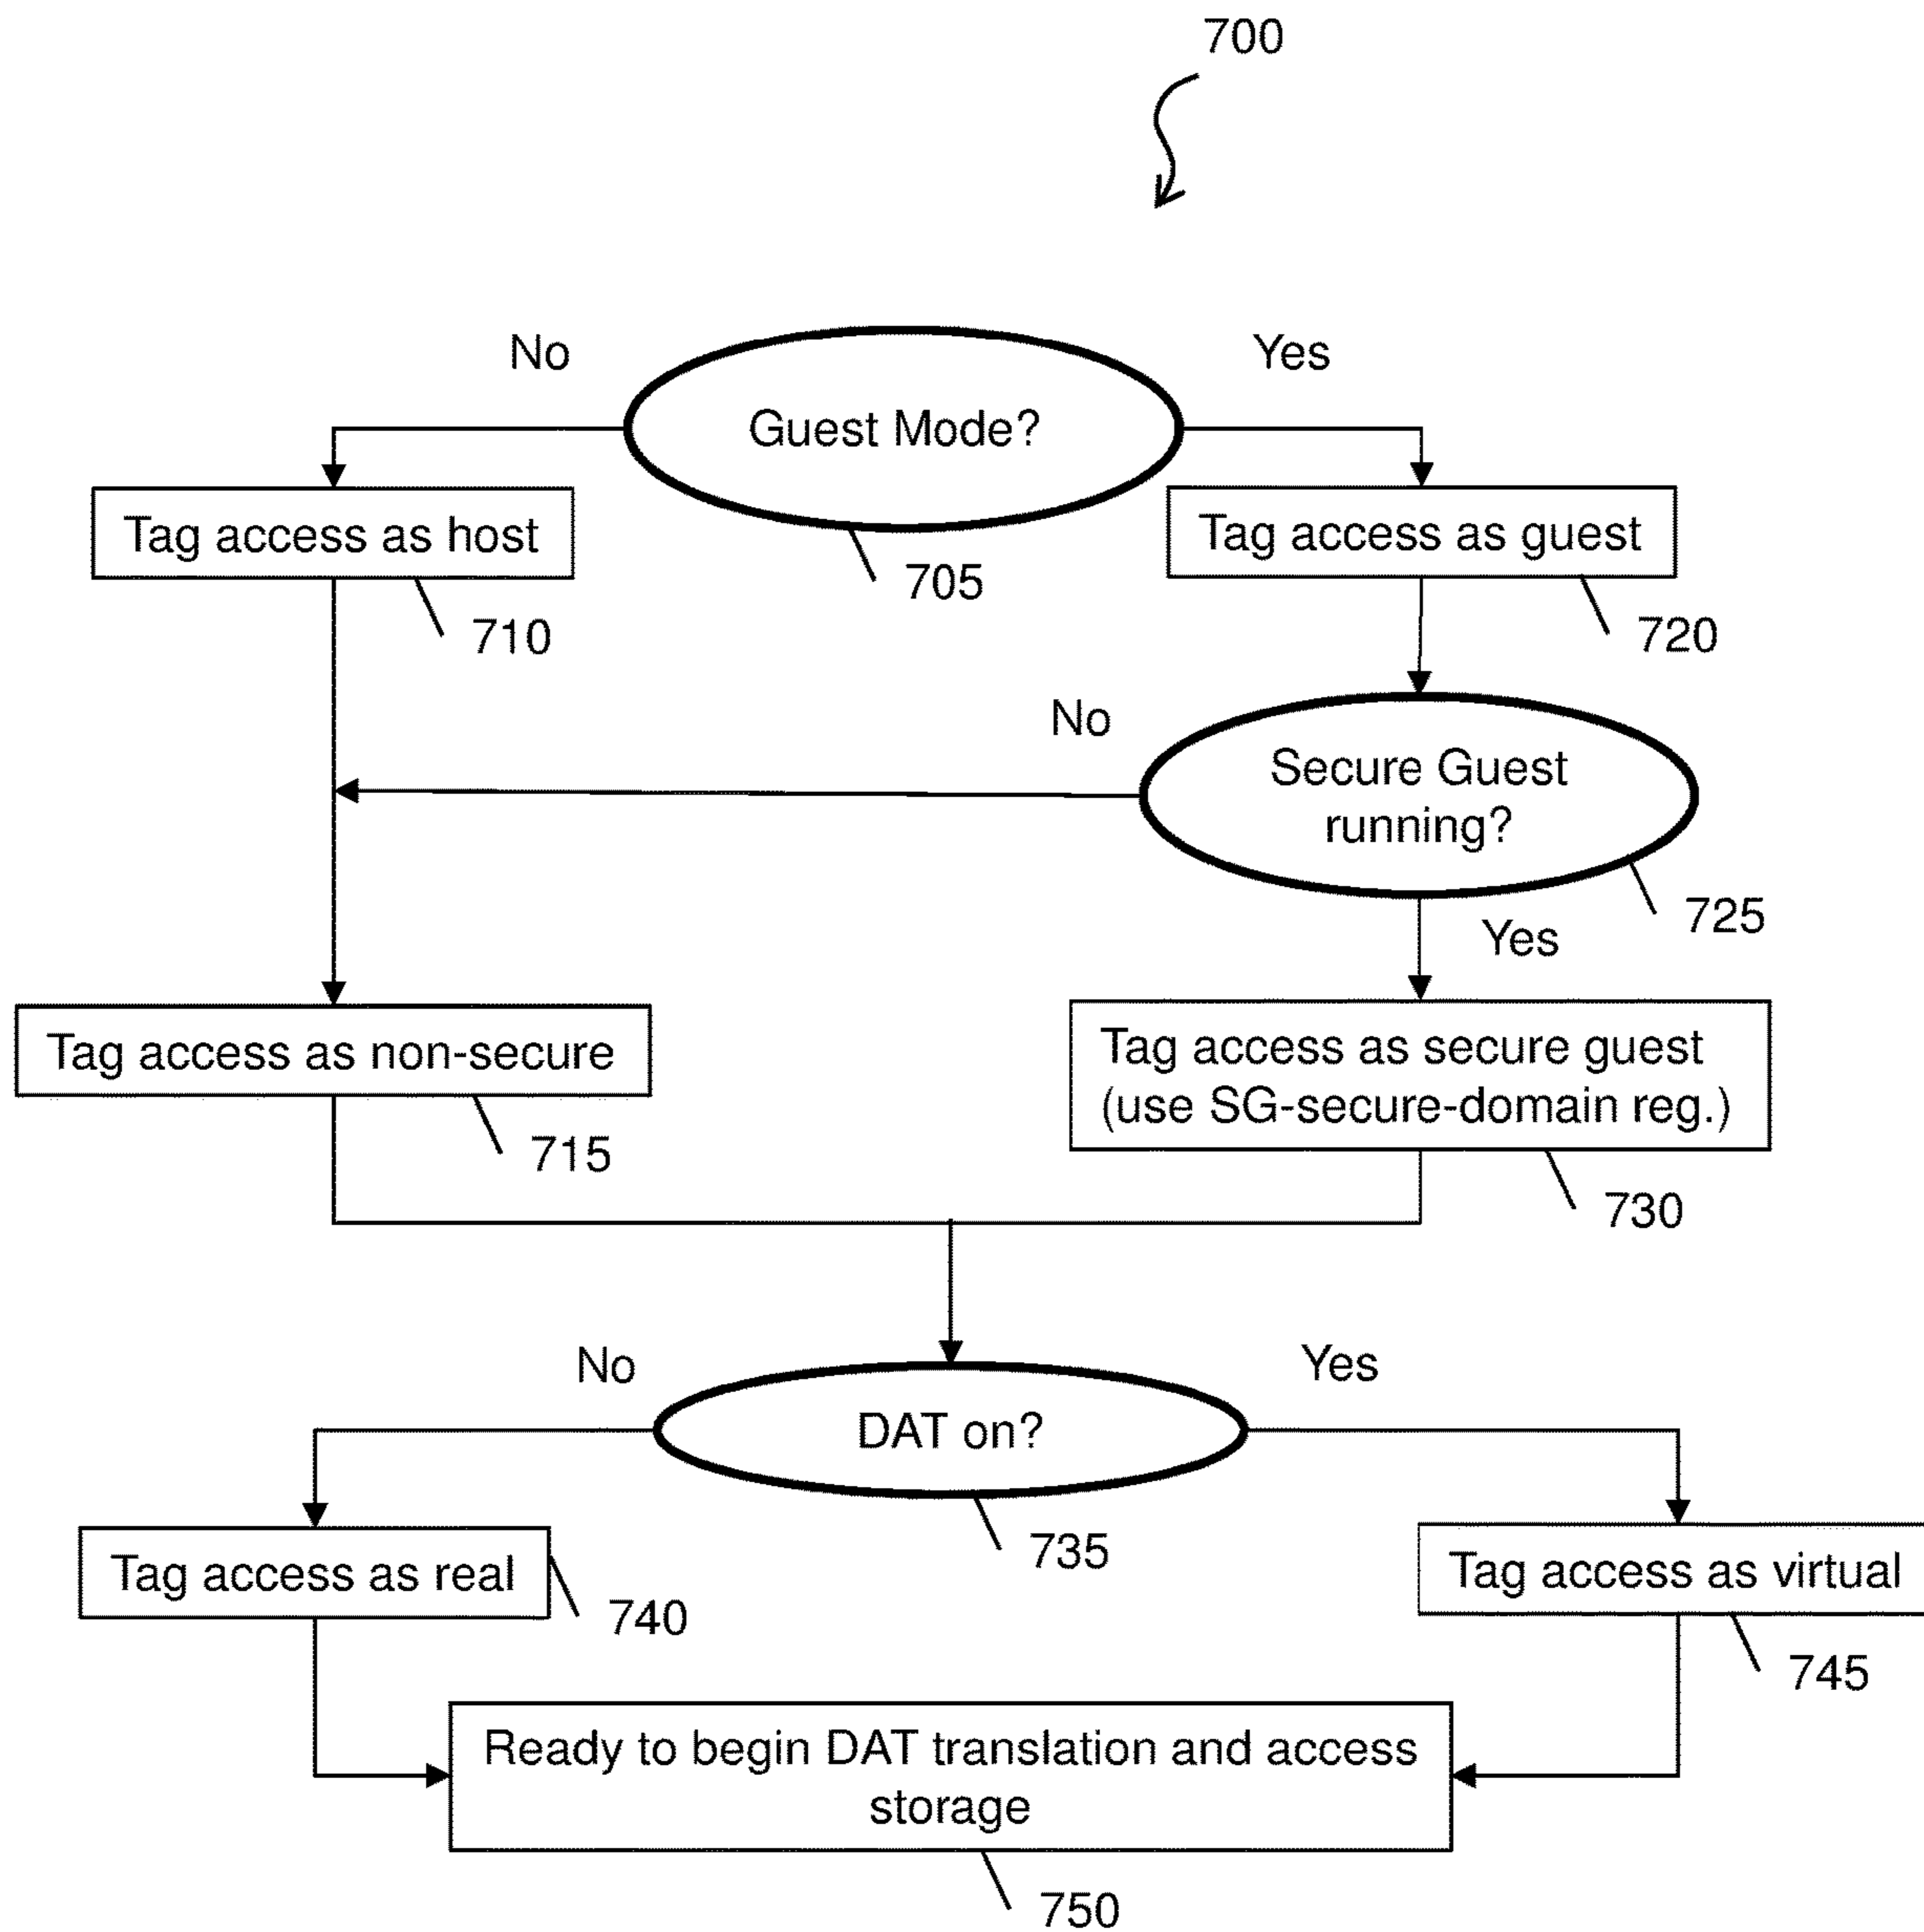 700
No
Yes
Guest Mode?
Tag access as host
Tag access as guest
705
710
720
No
Secure Guest
running?
725
Yes
Tag access as non-secure
Tag access as secure guest
(use SG-secure-domain reg.)
715
730
No
Yes
DAT on?
735
Tag access as real
Tag access as virtual
740
745
Ready to begin DAT translation and access
storage
750